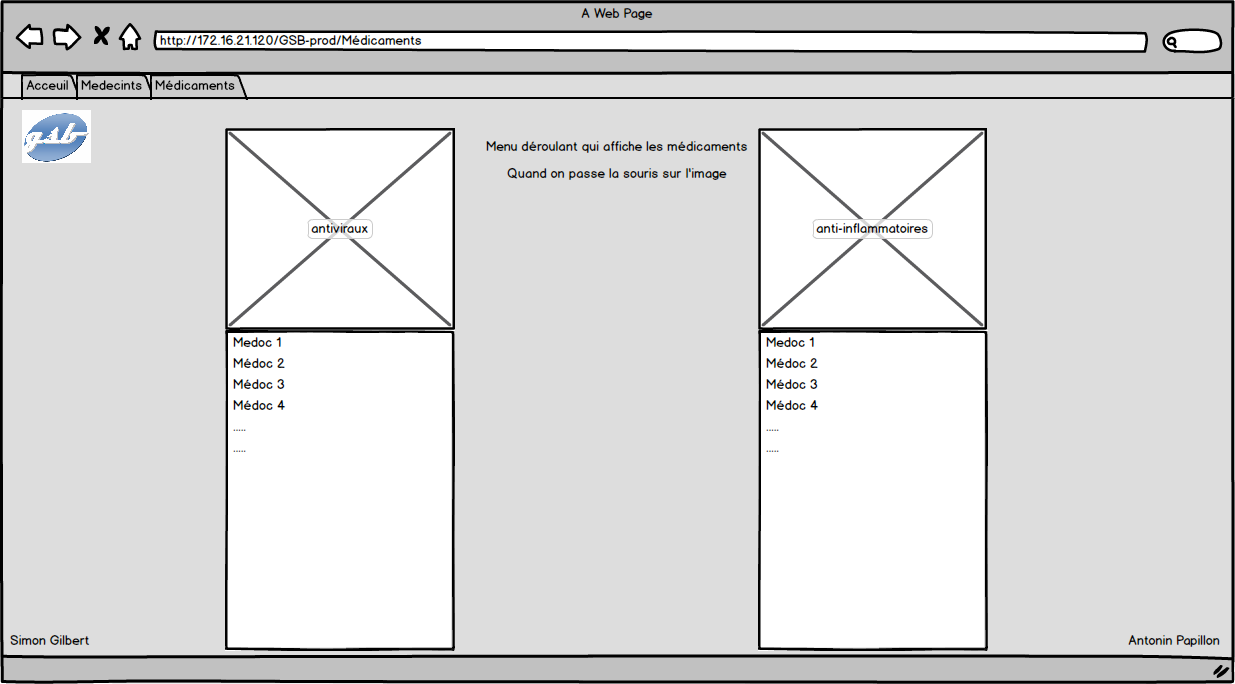 A Web Page
http://172.16.21.120/GSB-prod/Médicaments
Acceuil Medecints Médicaments
gsb
Menu déroulant qui affiche les médicaments
Quand on passe la souris sur l'image
antiviraux
anti-inflammatoires
Medoc 1
Médoc 2
Médoc 3
Médoc 4
.....
.....
Medoc 1
Médoc 2
Médoc 3
Médoc 4
.....
.....
Simon Gilbert
Antonin Papillon